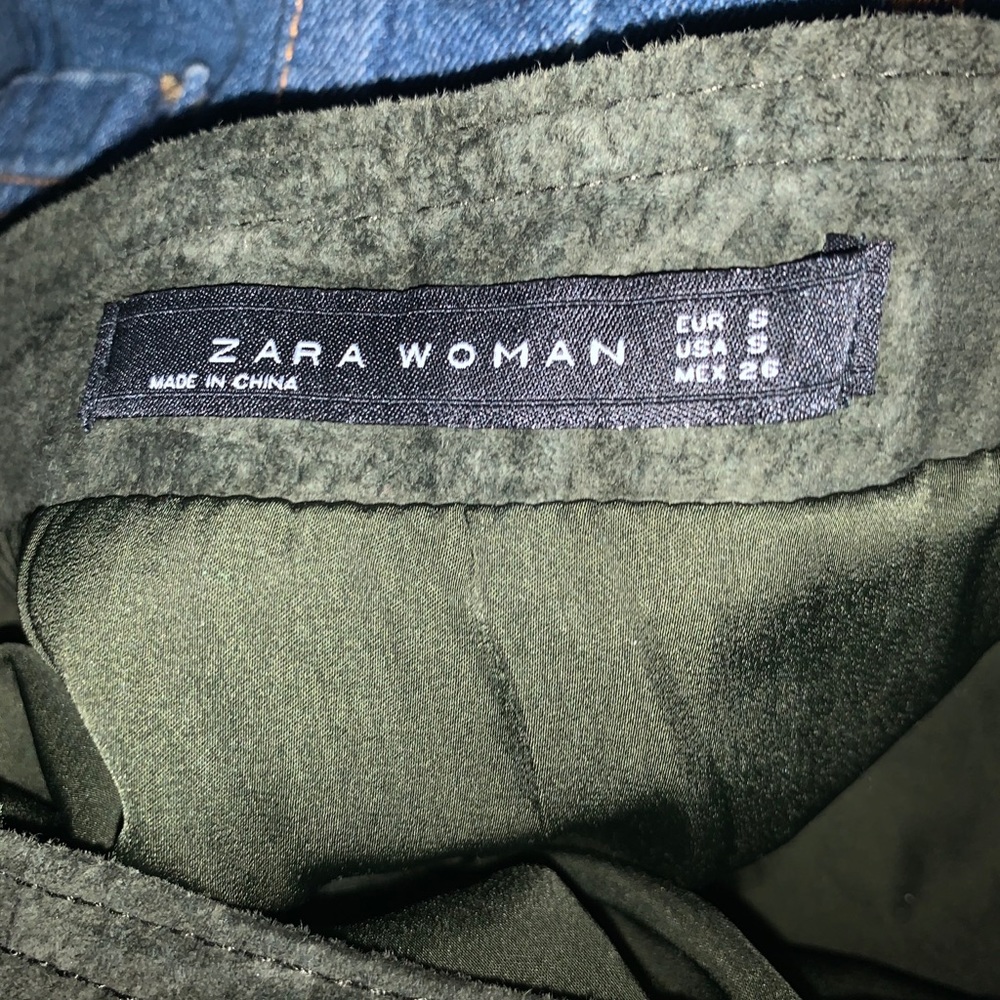 ZARA WOMAN
MADE IN CHINA
EUR S
USA S
MEX 26